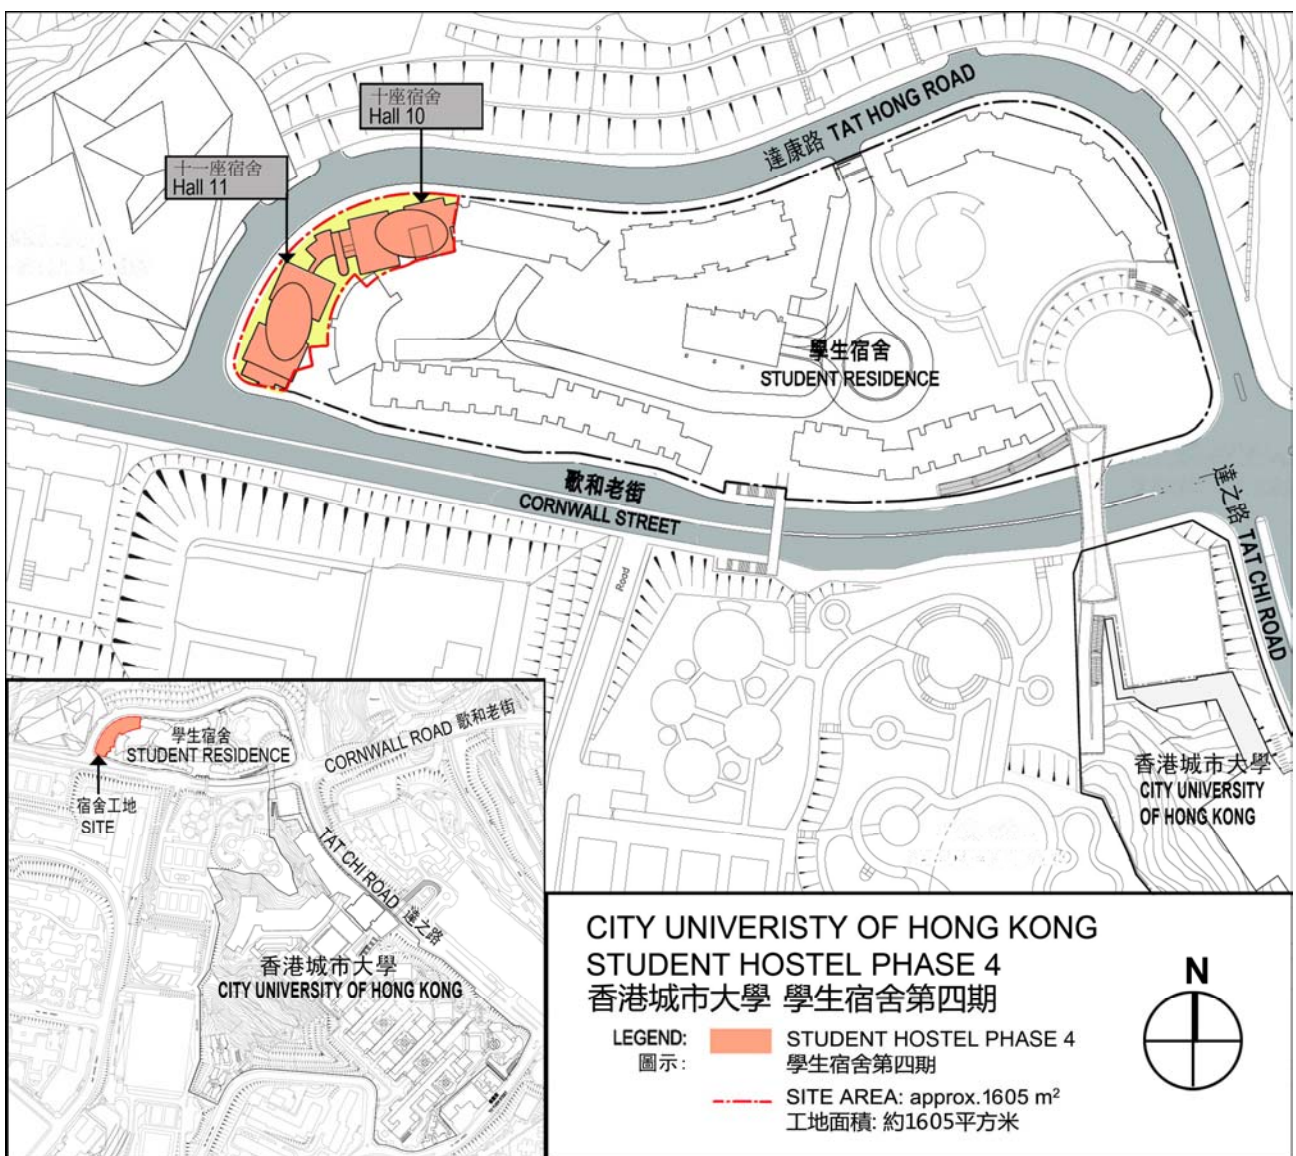 十座宿舍
Hall 10
十一座宿舍
Hall 11
達康路 TAT HONG ROAD
學生宿舍
STUDENT RESIDENCE
歌和老街
CORNWALL STREET
達之路 TAT CHI ROAD
Road
香港城市大學
CITY UNIVERSITY
OF HONG KONG
學生宿舍
STUDENT RESIDENCE
CORNWALL ROAD 歌和老街
宿舍工地
SITE
TAT CHI ROAD 達之路
香港城市大學
CITY UNIVERSITY OF HONG KONG
CITY UNIVERISTY OF HONG KONG
STUDENT HOSTEL PHASE 4
香港城市大學 學生宿舍第四期
LEGEND:
圖示:
STUDENT HOSTEL PHASE 4
學生宿舍第四期
SITE AREA: approx.1605 m²
工地面積: 約1605平方米
N